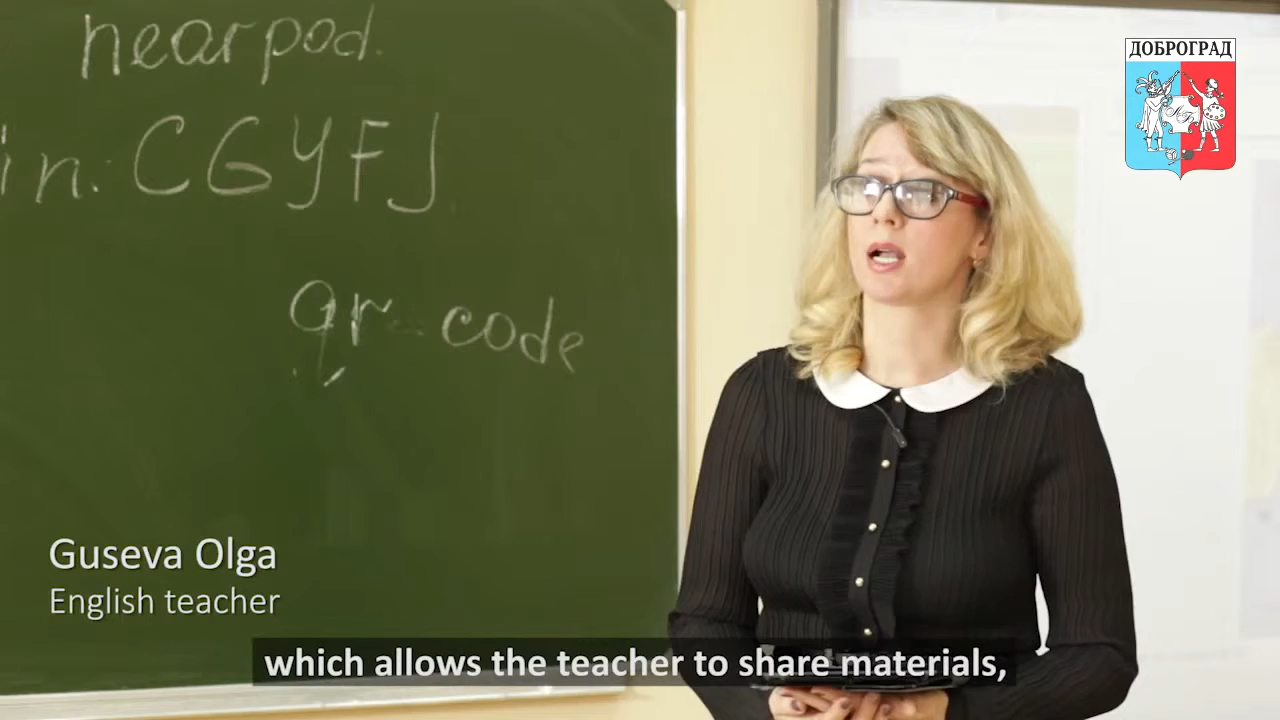 nearpod.
in: CGYFJ
qr-code
ДОБРОГРАД
Guseva Olga
English teacher
which allows the teacher to share materials,